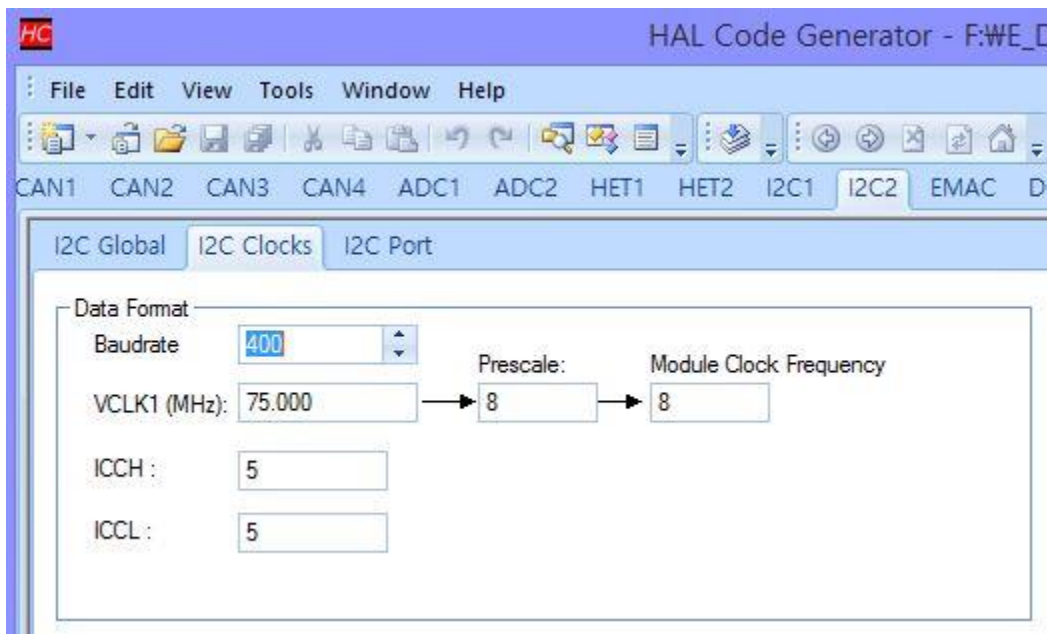 HC
HAL Code Generator - F:₩E_D
File Edit View Tools Window Help
CAN1 CAN2 CAN3 CAN4 ADC1 ADC2 HET1 HET2 I2C1 I2C2 EMAC D
I2C Global I2C Clocks I2C Port
Data Format
Baudrate 400
Prescale: Module Clock Frequency
VCLK1 (MHz): 75.000 8 8
ICCH : 5
ICCL : 5